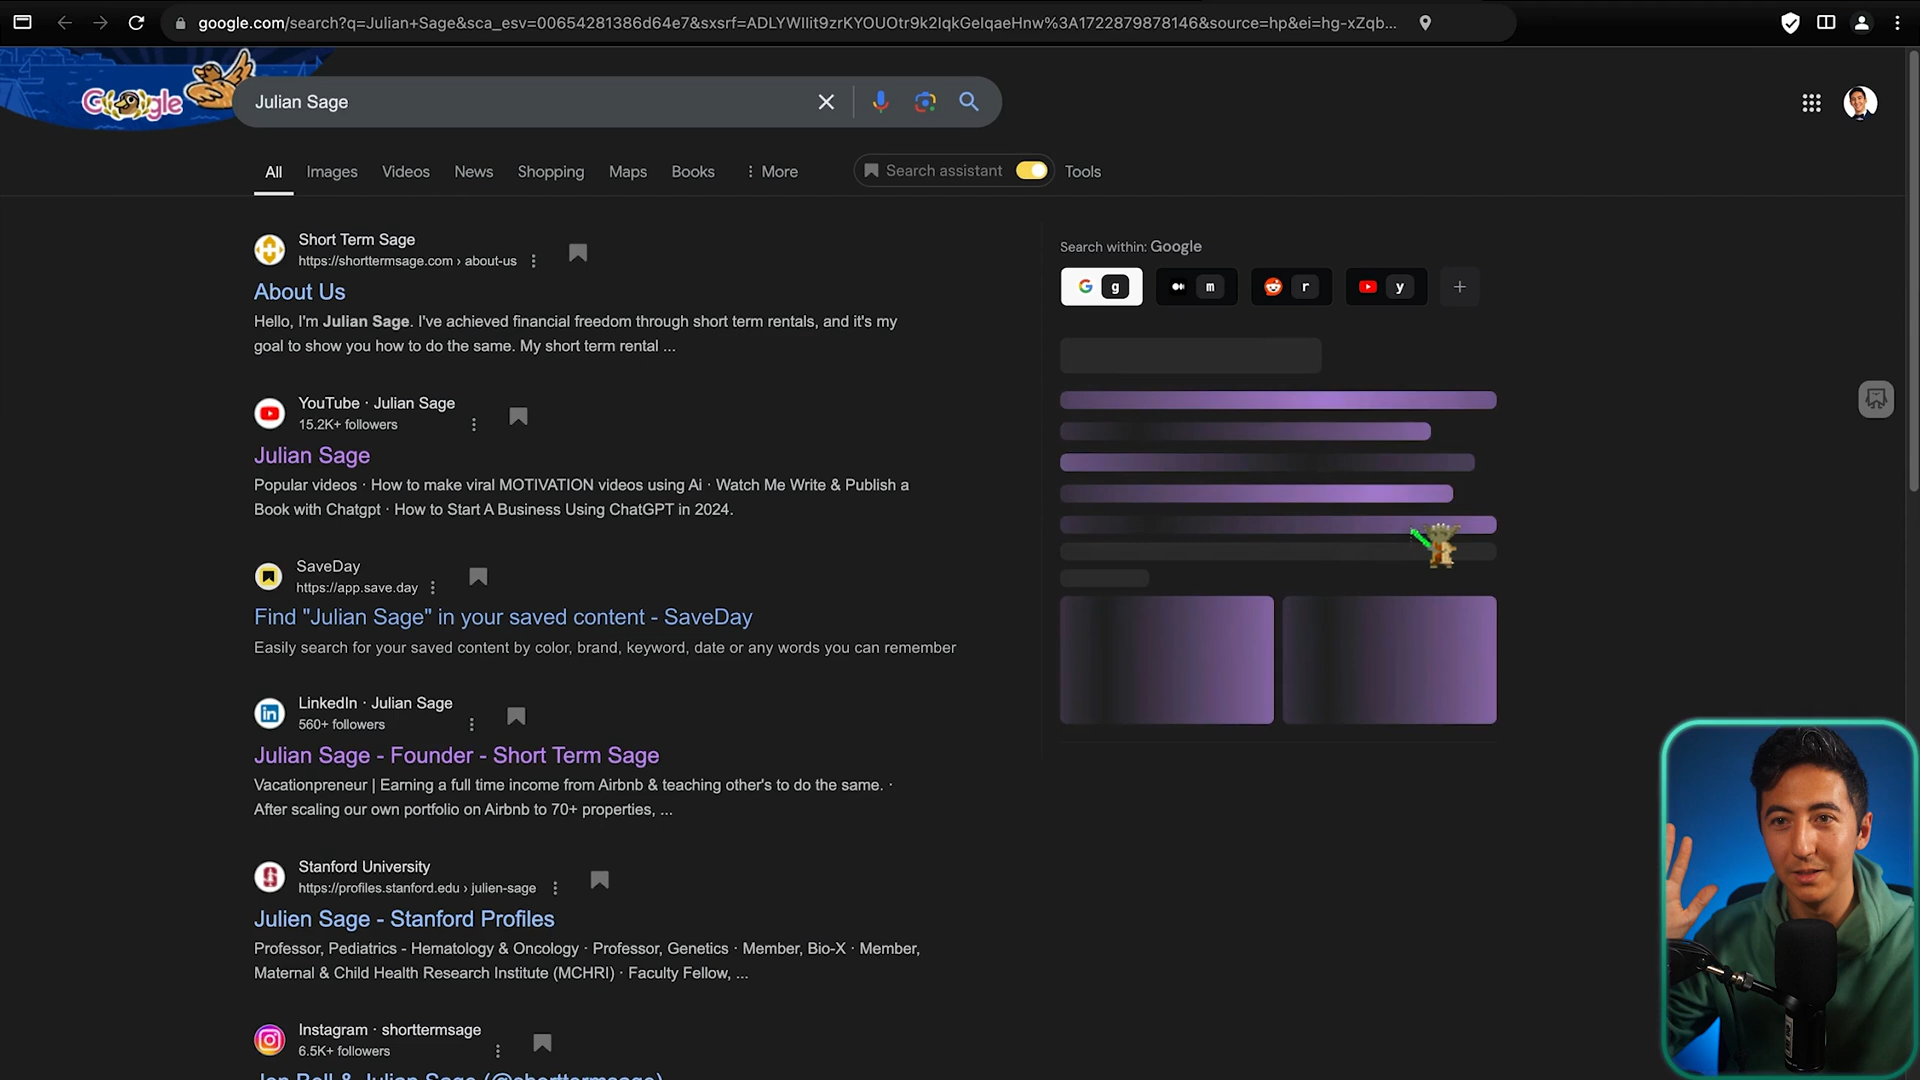 google.com/search?q=Julian+Sage&sca_esv=00654281386d64e7&sxsrf=ADLYWIIit9zrKYOUOtr9k2IqkGeIqaeHnw%3A1722879878146&source=hp&ei=hg-xZqb...
Google
Julian Sage
All
Images
Videos
News
Shopping
Maps
Books
More
Search assistant
Tools
Short Term Sage
https://shorttermsage.com › about-us
About Us
Hello, I'm Julian Sage. I've achieved financial freedom through short term rentals, and it's my
goal to show you how to do the same. My short term rental ...
YouTube · Julian Sage
15.2K+ followers
Julian Sage
Popular videos · How to make viral MOTIVATION videos using Ai · Watch Me Write & Publish a
Book with Chatgpt · How to Start A Business Using ChatGPT in 2024.
SaveDay
https://app.save.day
Find "Julian Sage" in your saved content - SaveDay
Easily search for your saved content by color, brand, keyword, date or any words you can remember
LinkedIn · Julian Sage
560+ followers
Julian Sage - Founder - Short Term Sage
Vacationpreneur | Earning a full time income from Airbnb & teaching other's to do the same. ·
After scaling our own portfolio on Airbnb to 70+ properties, ...
Stanford University
https://profiles.stanford.edu › julien-sage
Julien Sage - Stanford Profiles
Professor, Pediatrics - Hematology & Oncology · Professor, Genetics · Member, Bio-X · Member,
Maternal & Child Health Research Institute (MCHRI) · Faculty Fellow, ...
Instagram · shorttermsage
6.5K+ followers
Jon Bell & Julian Sage (@shorttermsage)
Search within: Google
g
m
r
y